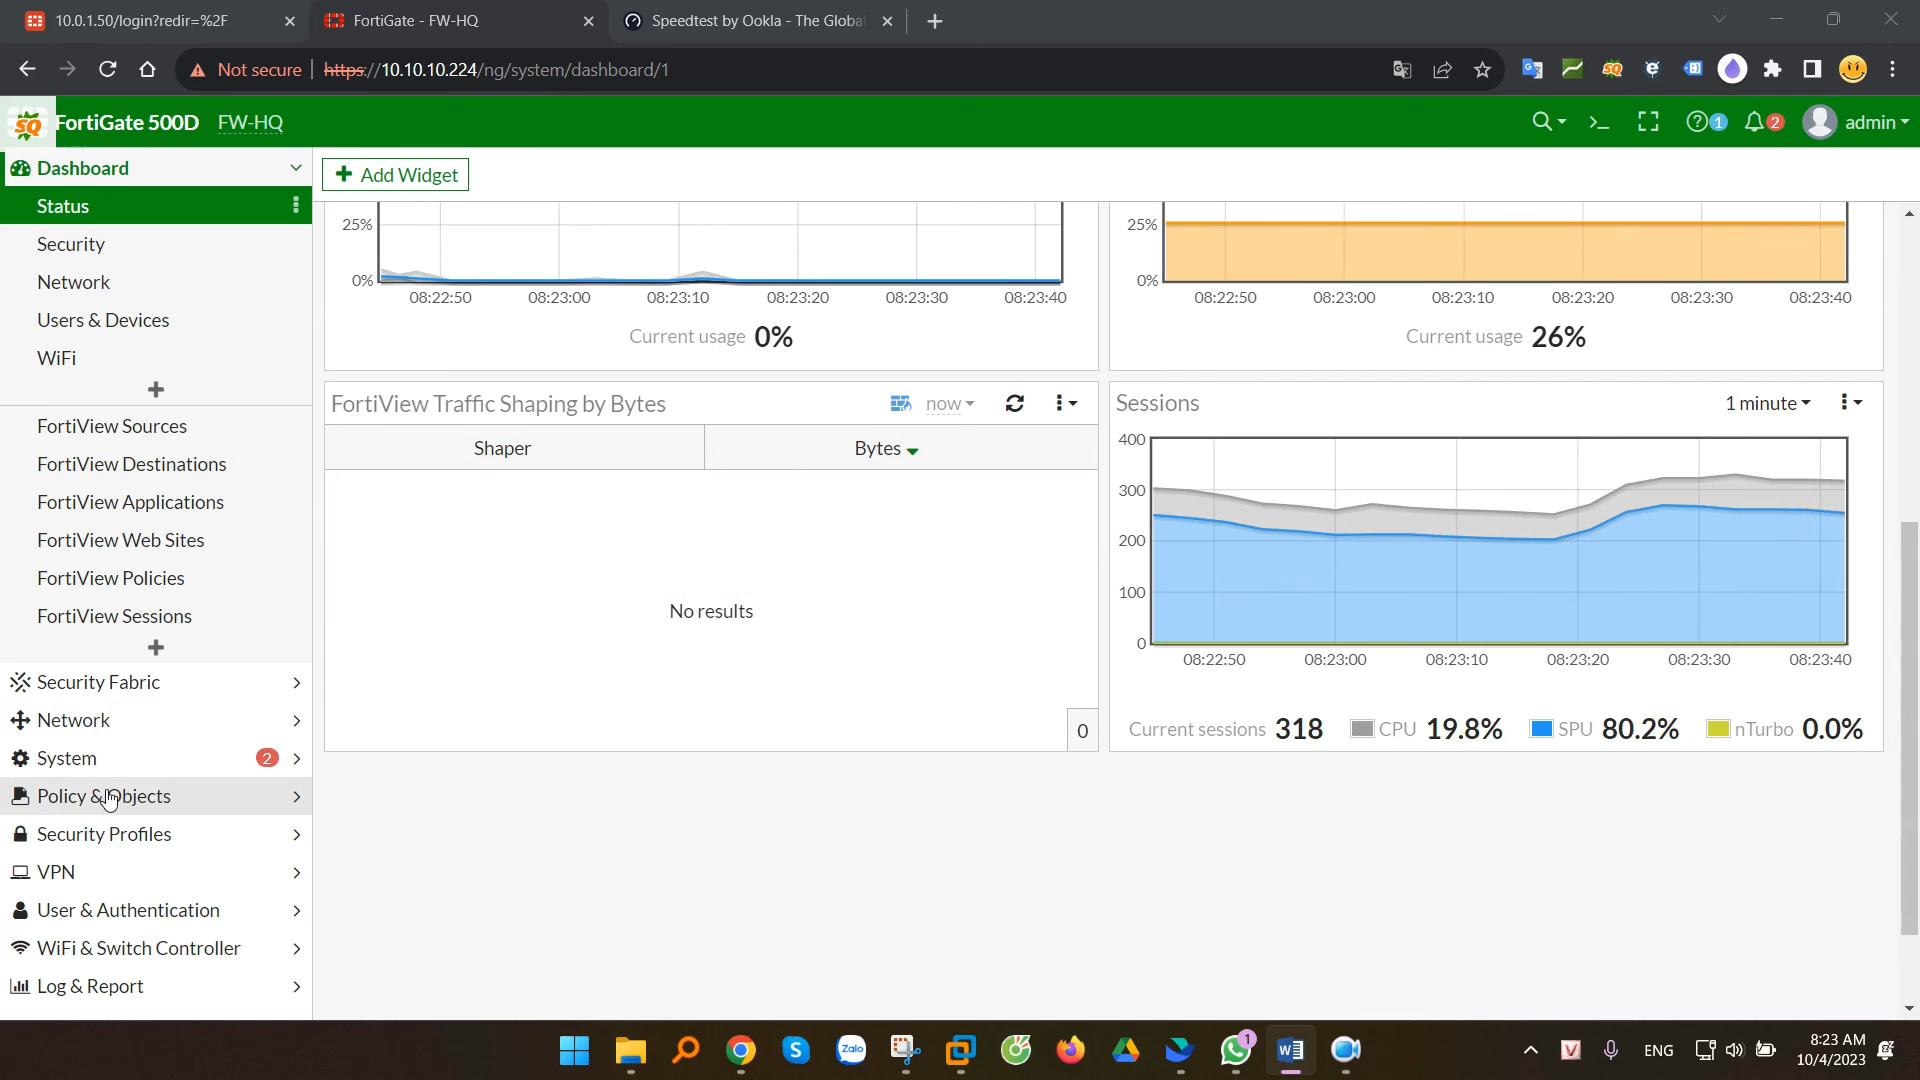 10.0.1.50/login?redir=%2F
FortiGate - FW-HQ
Speedtest by Ookla - The Globa
Not secure
https://10.10.10.224/ng/system/dashboard/1
SQ
FortiGate 500D
FW-HQ
1
2
admin
Dashboard
Status
Security
Network
Users & Devices
WiFi
FortiView Sources
FortiView Destinations
FortiView Applications
FortiView Web Sites
FortiView Policies
FortiView Sessions
Security Fabric
Network
System
2
Policy & Objects
Security Profiles
VPN
User & Authentication
WiFi & Switch Controller
Log & Report
Add Widget
25%
0%
08:22:50 08:23:00 08:23:10 08:23:20 08:23:30 08:23:40
Current usage 0%
25%
0%
08:22:50 08:23:00 08:23:10 08:23:20 08:23:30 08:23:40
Current usage 26%
FortiView Traffic Shaping by Bytes
now
Shaper
Bytes
No results
0
Sessions
1 minute
400
300
200
100
0
08:22:50 08:23:00 08:23:10 08:23:20 08:23:30 08:23:40
Current sessions 318 CPU 19.8% SPU 80.2% nTurbo 0.0%
Zalo
1
ENG
8:23 AM
10/4/2023